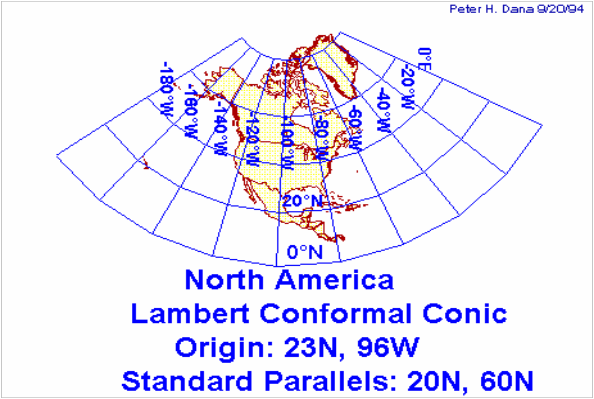 Peter H. Dana 9/20/94
0°E
-20°W
-40°W
-60°W
-80°W
-100°W
-120°W
-140°W
-160°W
-180°W
20°N
0°N
North America
Lambert Conformal Conic
Origin: 23N, 96W
Standard Parallels: 20N, 60N